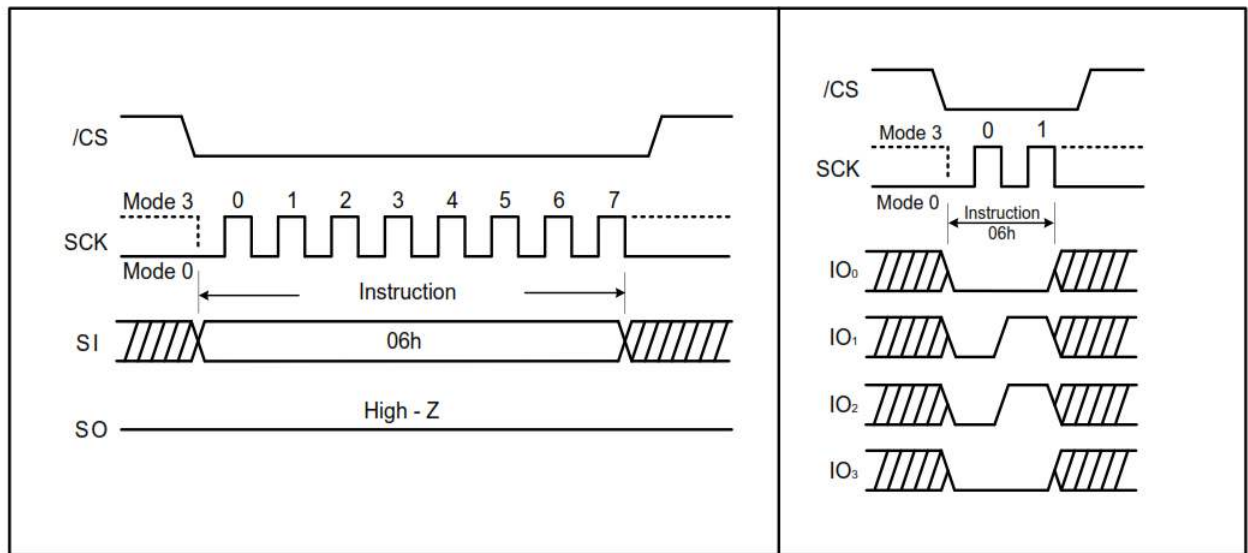 /CS
Mode 3 0 1 2 3 4 5 6 7
SCK
Mode 0
Instruction
SI 06h
High - Z
SO
/CS
Mode 3 0 1
SCK
Mode 0
Instruction
06h
IO₀
IO₁
IO₂
IO₃